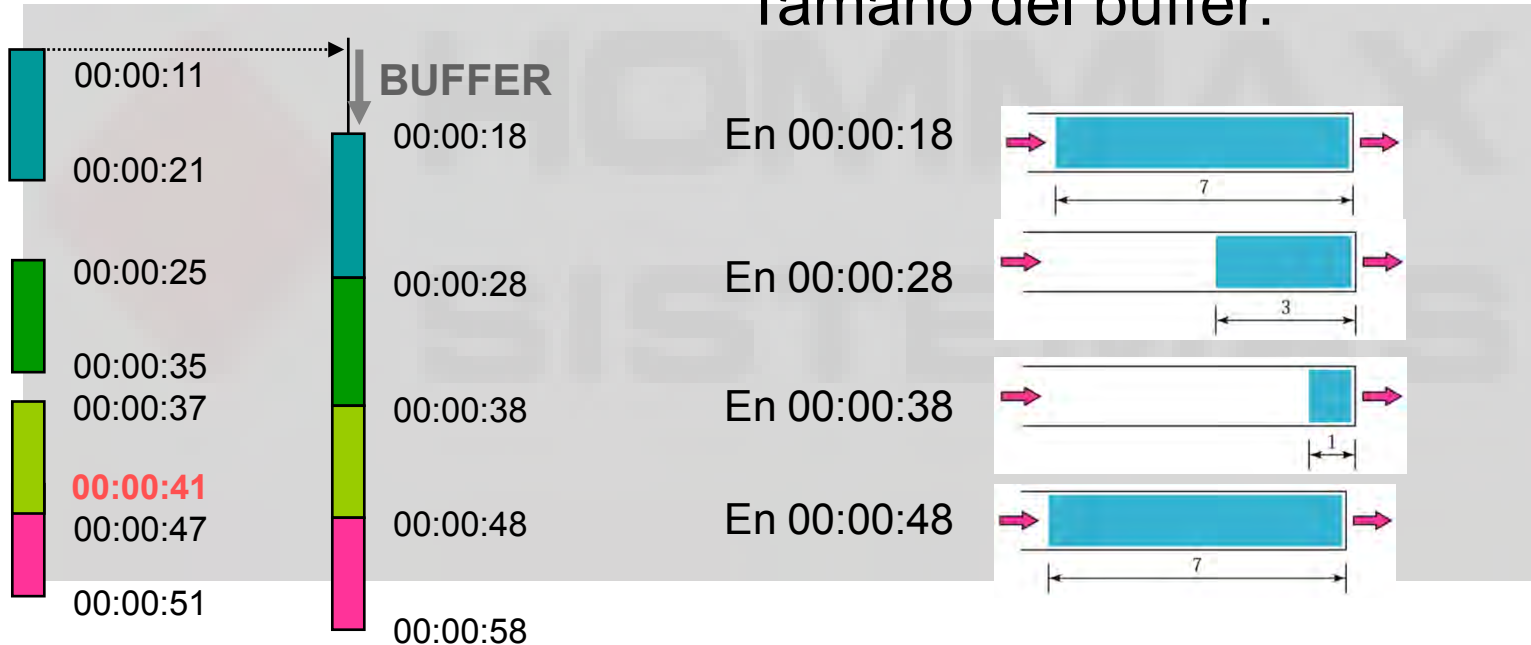 Tamaño del buffer.
00:00:11
BUFFER
00:00:18
00:00:21
00:00:25
00:00:28
00:00:35
00:00:37
00:00:38
00:00:41
00:00:47
00:00:48
00:00:51
00:00:58
En 00:00:18
7
En 00:00:28
3
En 00:00:38
1
En 00:00:48
7
HOMMAX
SISTEMAS